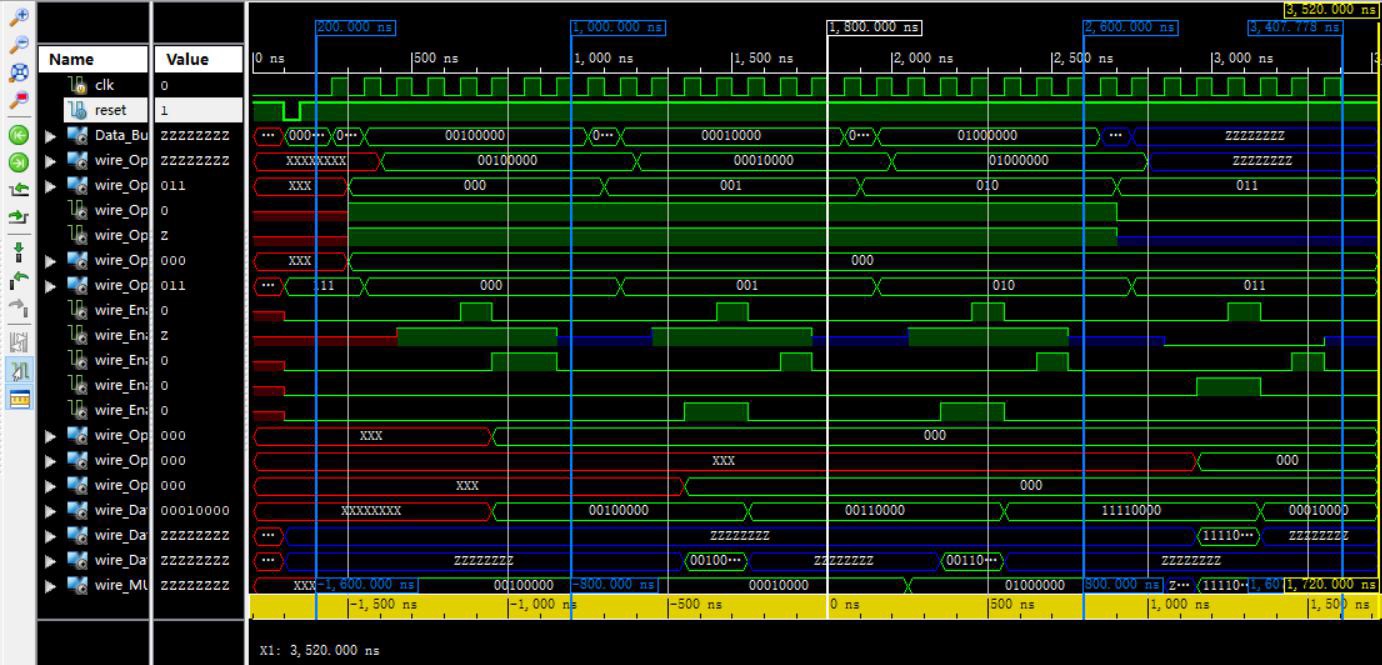 3,520.000 ns
200.000 ns 1,000.000 ns 1,800.000 ns 2,600.000 ns 3,407.778 ns
Name Value 0 ns 500 ns 1,000 ns 1,500 ns 2,000 ns 2,500 ns 3,000 ns
clk 0
reset 1
Data_Bu ZZZZZZZZ ... 000... 0... 00100000 0... 00010000 0... 01000000 ... ZZZZZZZZ
wire_Op ZZZZZZZZ XXXXXXXX 00100000 00010000 01000000 ZZZZZZZZ
wire_Op 011 XXX 000 001 010 011
wire_Op 0
wire_Op Z
wire_Op 000 XXX 000
wire_Op 011 ... 111 000 001 010 011
wire_En 0
wire_En Z
wire_En 0
wire_En 0
wire_En 0
wire_Op 000 XXX 000
wire_Op 000 XXX 000
wire_Op 000 XXX 000
wire_Da 00010000 XXXXXXXX 00100000 00110000 11110000 00010000
wire_Da ZZZZZZZZ ... ZZZZZZZZ 11110... ZZZZZZZZ
wire_Da ZZZZZZZZ ... ZZZZZZZZ 00100... ZZZZZZZZ 00110... ZZZZZZZZ
wire_MU ZZZZZZZZ XXX -1,600.000 ns 00100000 -800.000 ns 00010000 01000000 800.000 ns Z... 11110.. 1,720.000 ns
-1,500 ns -1,000 ns -500 ns 0 ns 500 ns 1,000 ns 1,500 ns
X1: 3,520.000 ns